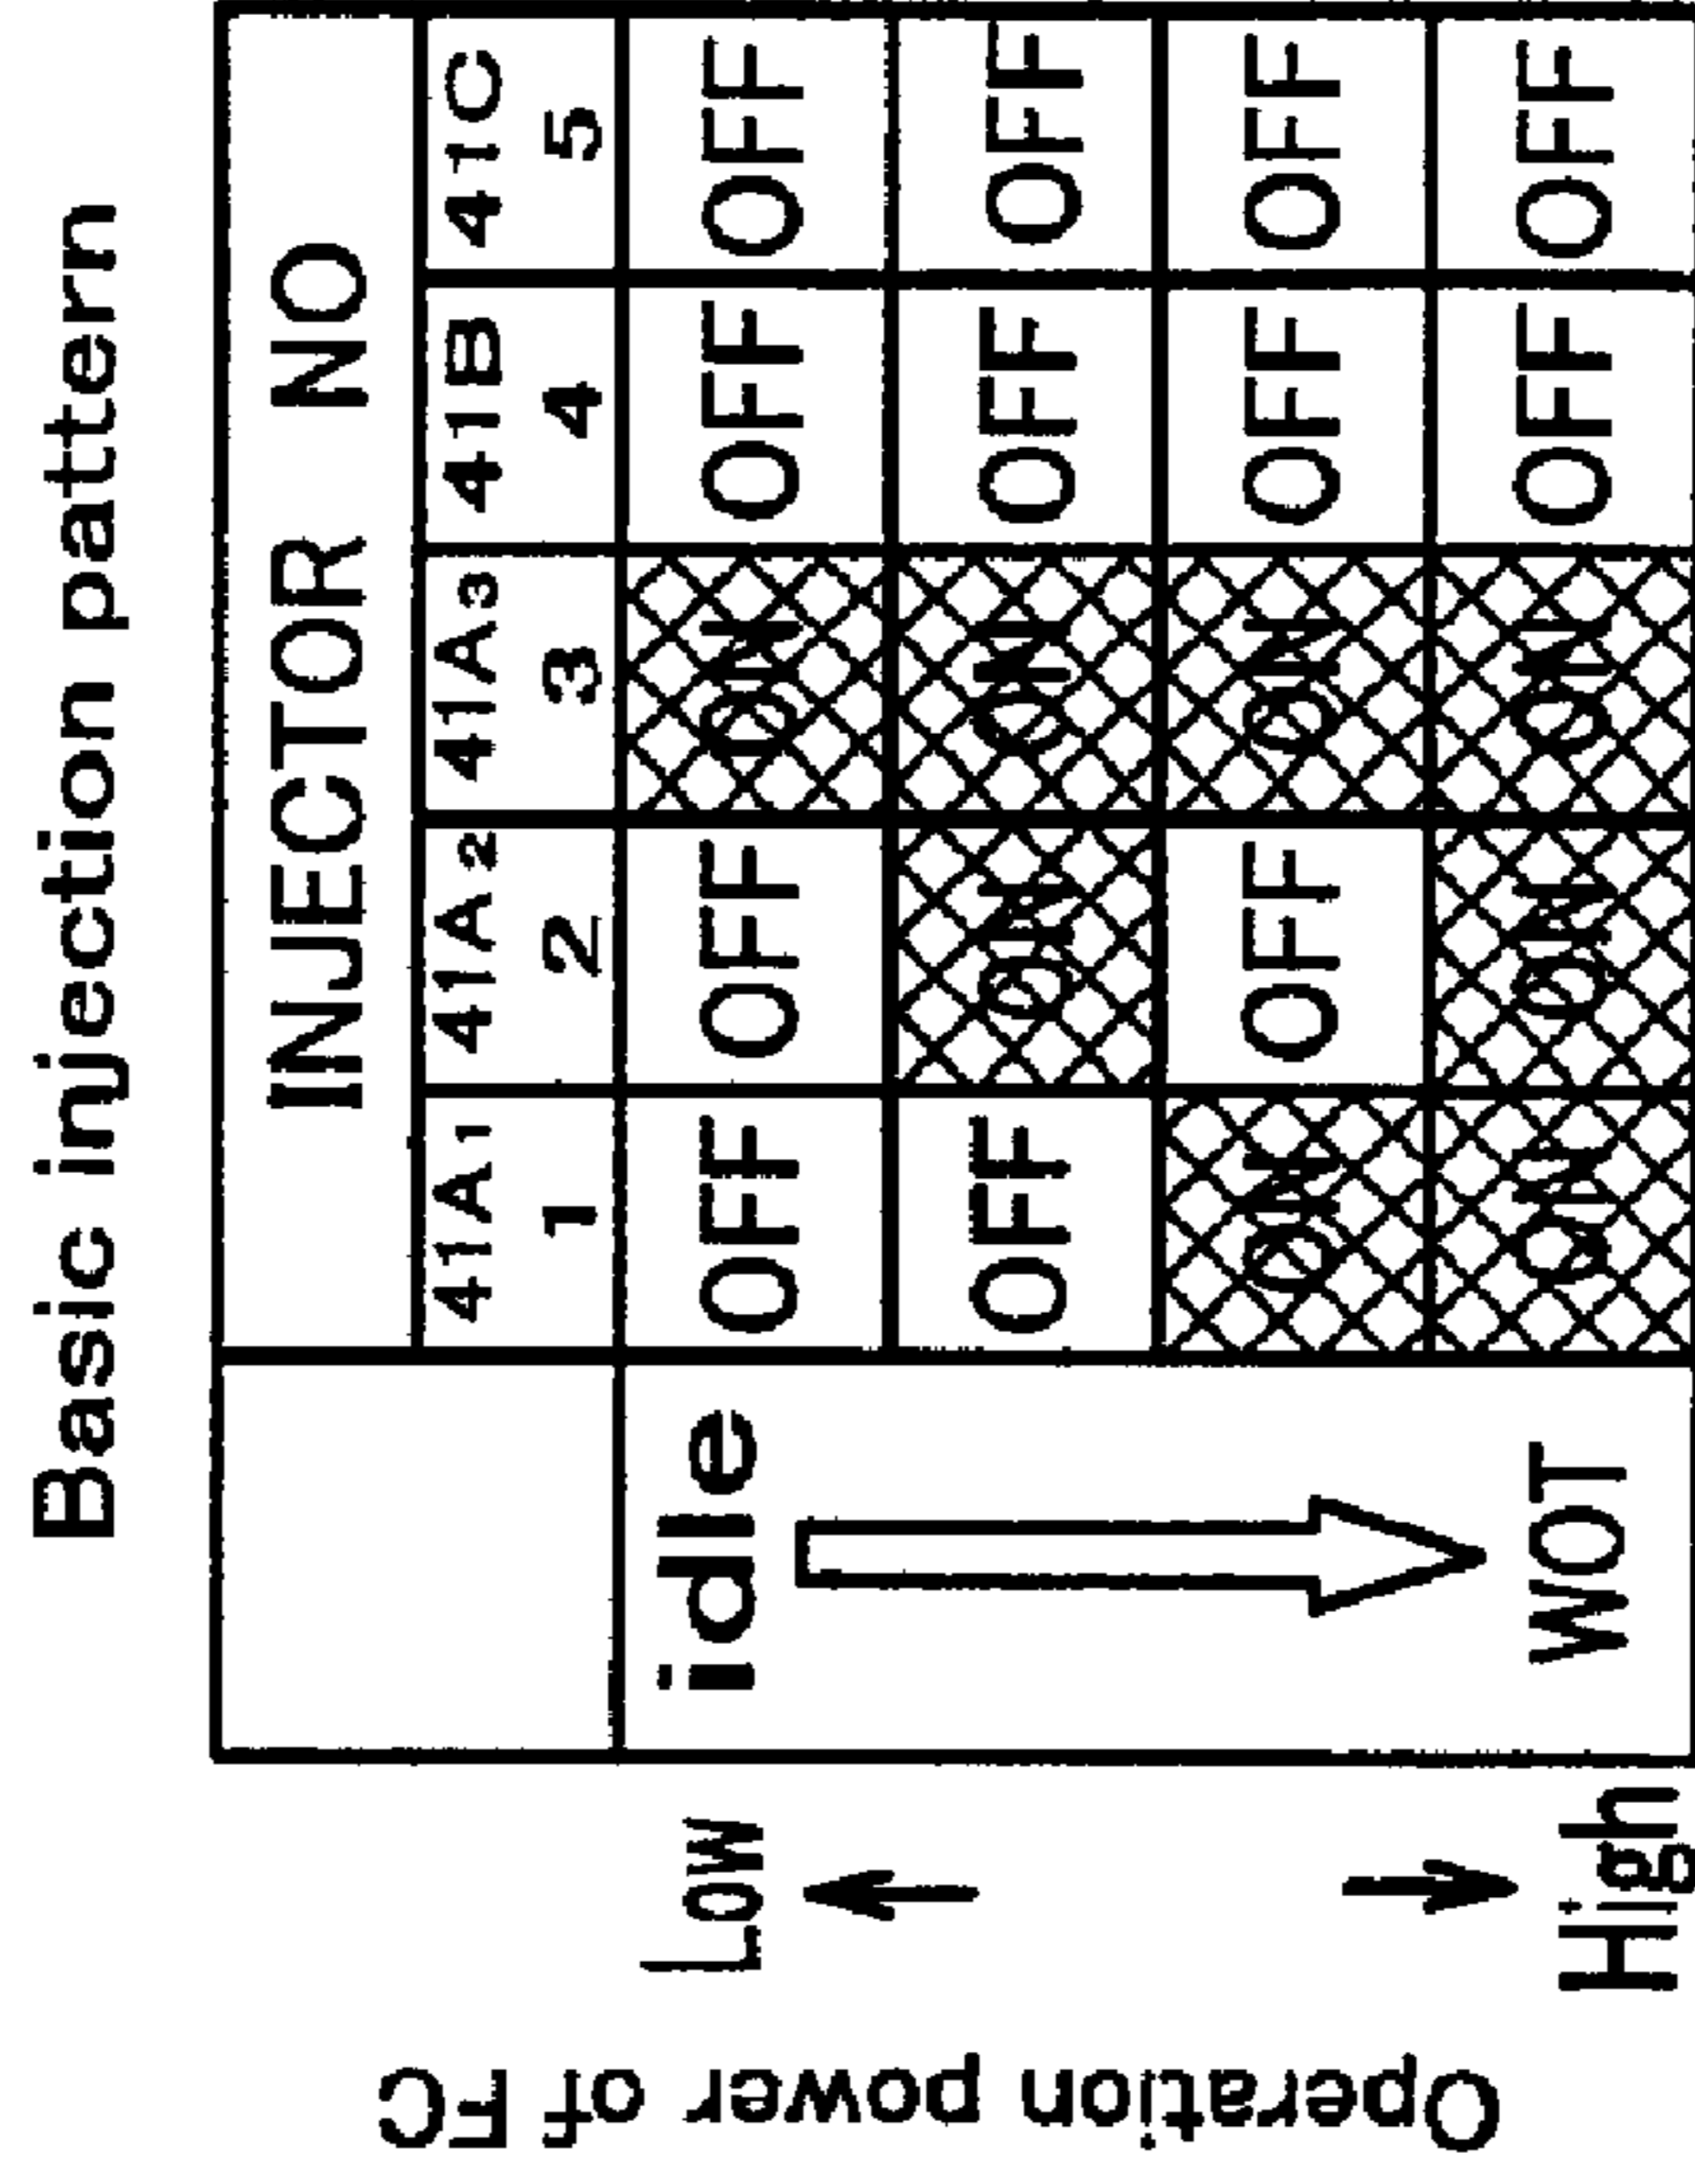 Basic injection pattern
INJECTOR NO
41A1 41A2 41A3 41B 41C
1 2 3 4 5
Operation power of FC
Low
idle
OFF OFF ON OFF OFF
OFF ON ON OFF OFF
ON OFF ON OFF OFF
ON ON ON OFF OFF
WOT
High